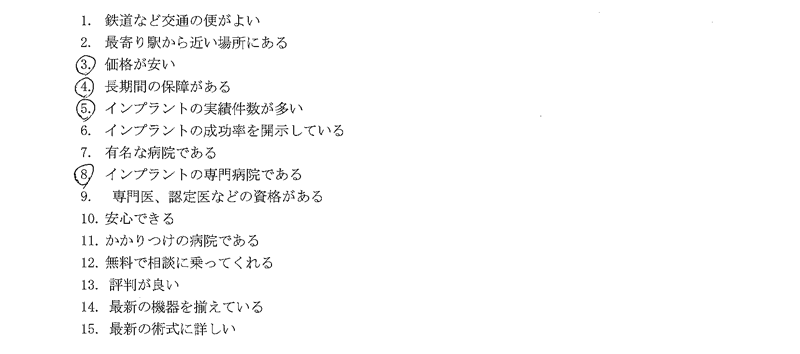 1. 鉄道など交通の便がよい
2. 最寄り駅から近い場所にある
3. 価格が安い
4. 長期間の保障がある
5. インプラントの実績件数が多い
6. インプラントの成功率を開示している
7. 有名な病院である
8. インプラントの専門病院である
9. 専門医、認定医などの資格がある
10. 安心できる
11. かかりつけの病院である
12. 無料で相談に乗ってくれる
13. 評判が良い
14. 最新の機器を揃えている
15. 最新の術式に詳しい